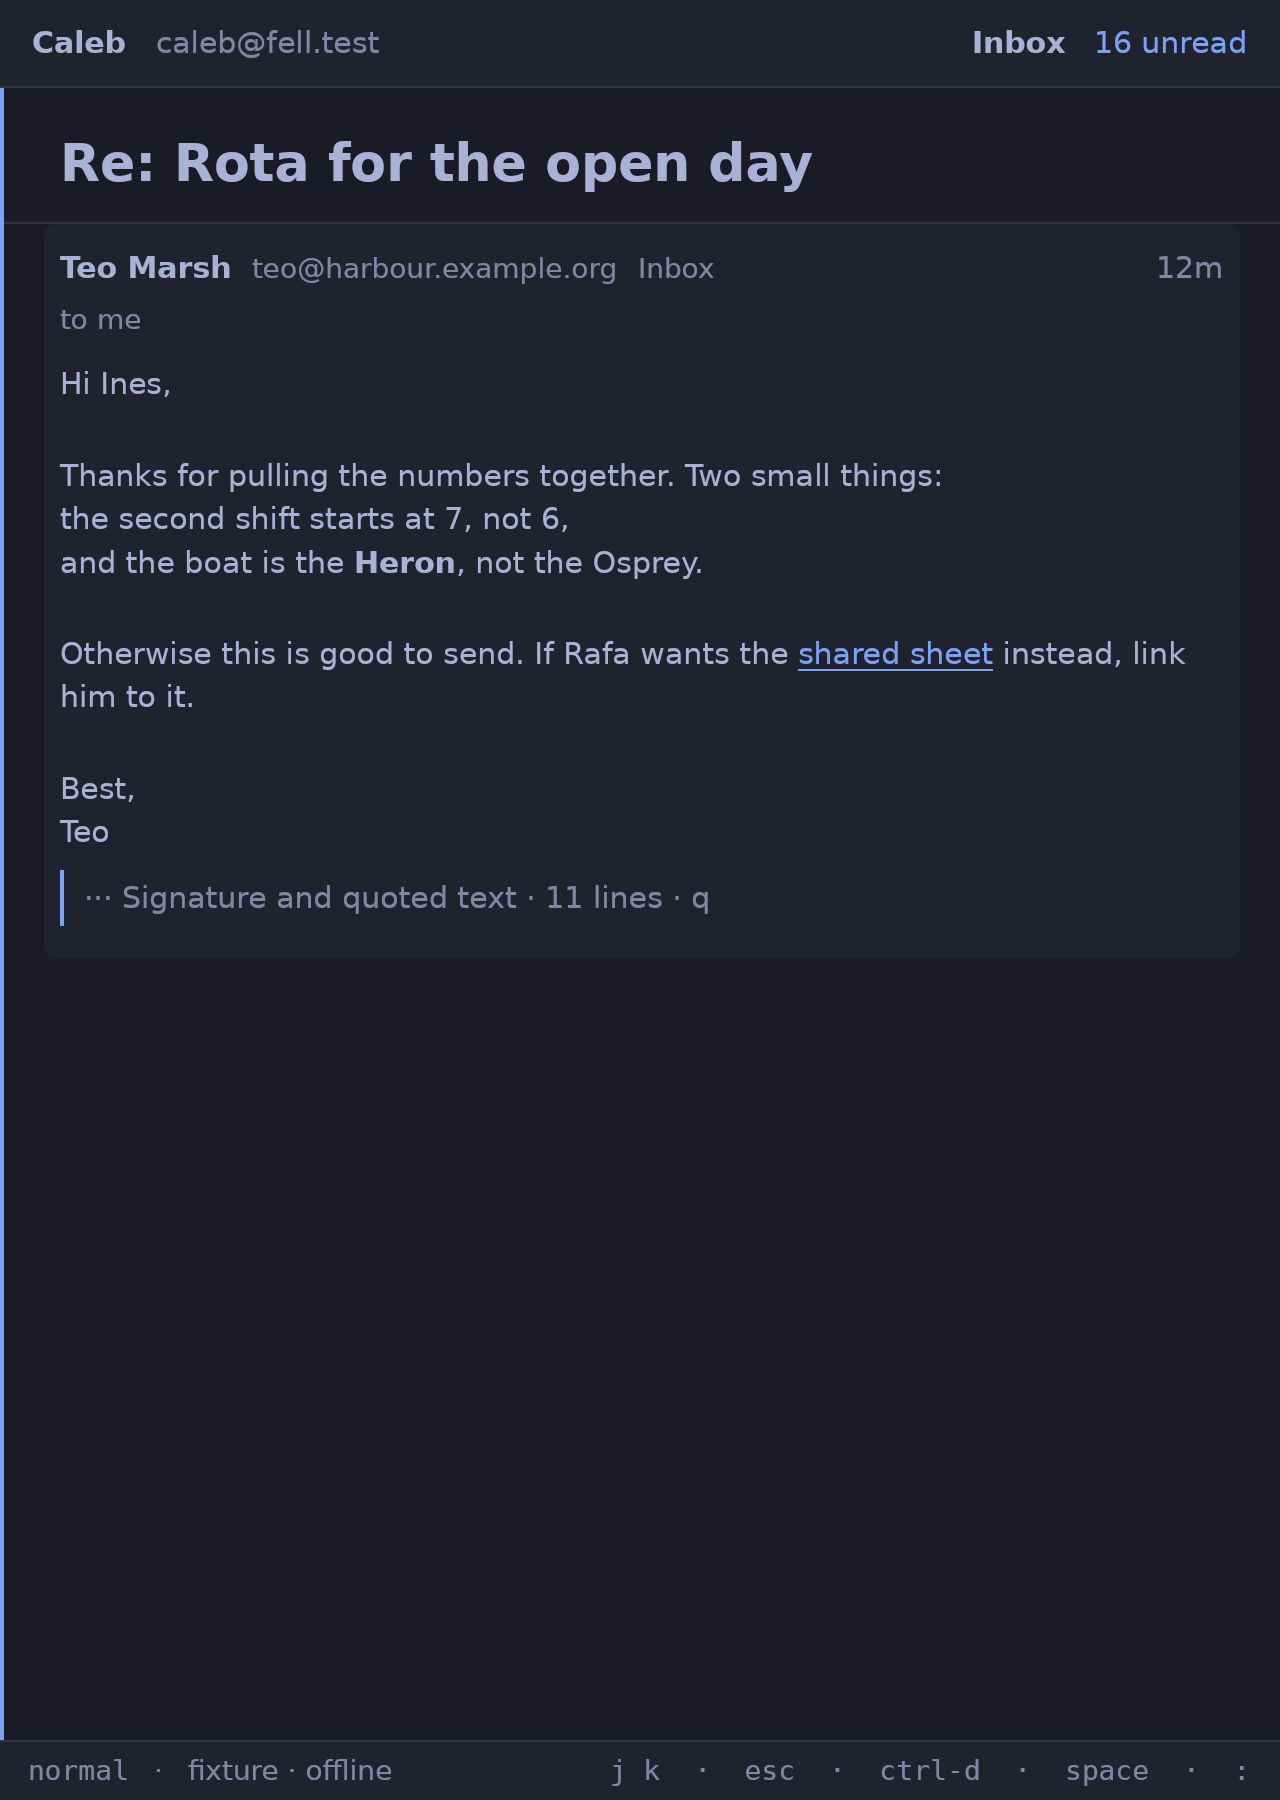 Caleb caleb@fell.test Inbox 16 unread
Re: Rota for the open day
Teo Marsh teo@harbour.example.org Inbox 12m
to me
Hi Ines,
Thanks for pulling the numbers together. Two small things:
the second shift starts at 7, not 6,
and the boat is the Heron, not the Osprey.
Otherwise this is good to send. If Rafa wants the shared sheet instead, link
him to it.
Best,
Teo
··· Signature and quoted text · 11 lines · q
normal · fixture · offline j k · esc · ctrl-d · space · :